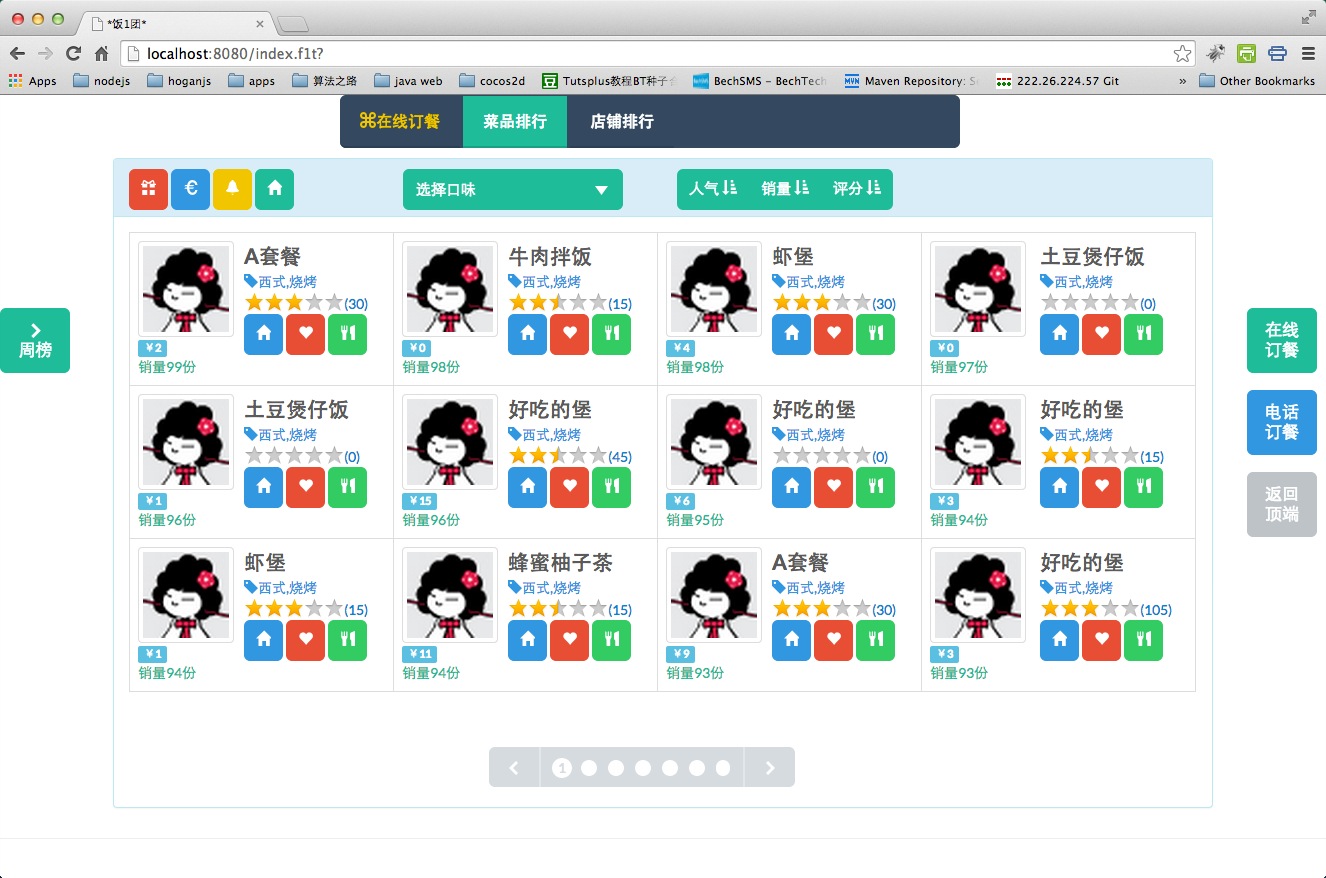 *饭1团*
localhost:8080/index.f1t?
Apps nodejs hoganjs apps 算法之路 java web cocos2d Tutsplus教程BT种子 BechSMS – BechTech Maven Repository: 222.26.224.57 Git » Other Bookmarks
⌘在线订餐 菜品排行 店铺排行
€ 选择口味 人气 销量 评分
A套餐 牛肉拌饭 虾堡 土豆煲仔饭
西式,烧烤 西式,烧烤 西式,烧烤 西式,烧烤
(30) (15) (30) (0)
¥2 ¥0 ¥4 ¥0
销量99份 销量98份 销量98份 销量97份
土豆煲仔饭 好吃的堡 好吃的堡 好吃的堡
西式,烧烤 西式,烧烤 西式,烧烤 西式,烧烤
(0) (45) (0) (15)
¥1 ¥15 ¥6 ¥3
销量96份 销量96份 销量95份 销量94份
虾堡 蜂蜜柚子茶 A套餐 好吃的堡
西式,烧烤 西式,烧烤 西式,烧烤 西式,烧烤
(15) (15) (30) (105)
¥1 ¥11 ¥9 ¥3
销量94份 销量94份 销量93份 销量93份
1
周榜
在线
订餐
电话
订餐
返回
顶端